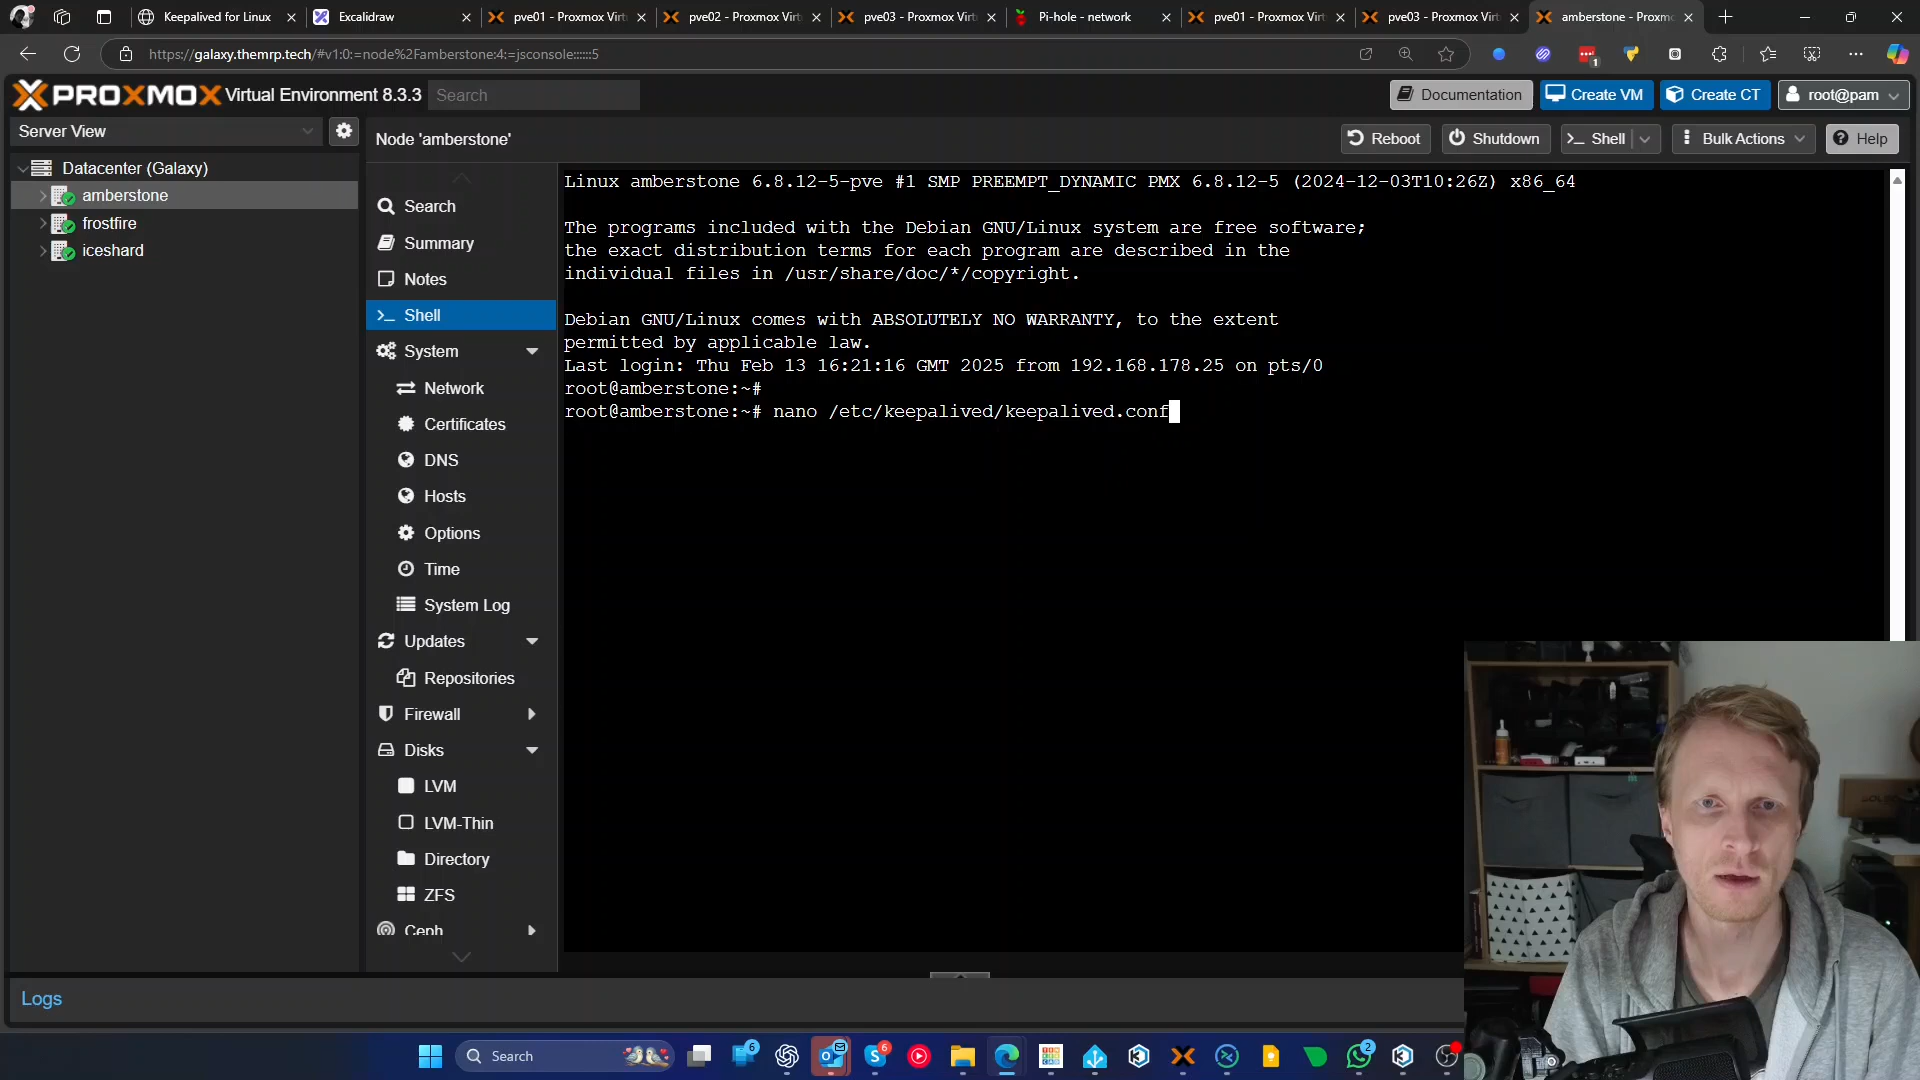 Keepalived for Linux
Excalidraw
pve01 - Proxmox Virt
pve02 - Proxmox Virt
pve03 - Proxmox Virt
Pi-hole - network
pve01 - Proxmox Virt
pve03 - Proxmox Virt
amberstone - Proxm
https://galaxy.themrp.tech/#v1:0:=node%2Famberstone:4:=jsconsole::::::5
1
PROXMOX Virtual Environment 8.3.3
Search
Documentation
Create VM
Create CT
root@pam
Server View
Node 'amberstone'
Reboot
Shutdown
Shell
Bulk Actions
Help
Datacenter (Galaxy)
amberstone
frostfire
iceshard
Search
Summary
Notes
Shell
System
Network
Certificates
DNS
Hosts
Options
Time
System Log
Updates
Repositories
Firewall
Disks
LVM
LVM-Thin
Directory
ZFS
Ceph
Linux amberstone 6.8.12-5-pve #1 SMP PREEMPT_DYNAMIC PMX 6.8.12-5 (2024-12-03T10:26Z) x86_64
The programs included with the Debian GNU/Linux system are free software;
the exact distribution terms for each program are described in the
individual files in /usr/share/doc/*/copyright.
Debian GNU/Linux comes with ABSOLUTELY NO WARRANTY, to the extent
permitted by applicable law.
Last login: Thu Feb 13 16:21:16 GMT 2025 from 192.168.178.25 on pts/0
root@amberstone:~#
root@amberstone:~# nano /etc/keepalived/keepalived.conf
Logs
Search
6
6
2